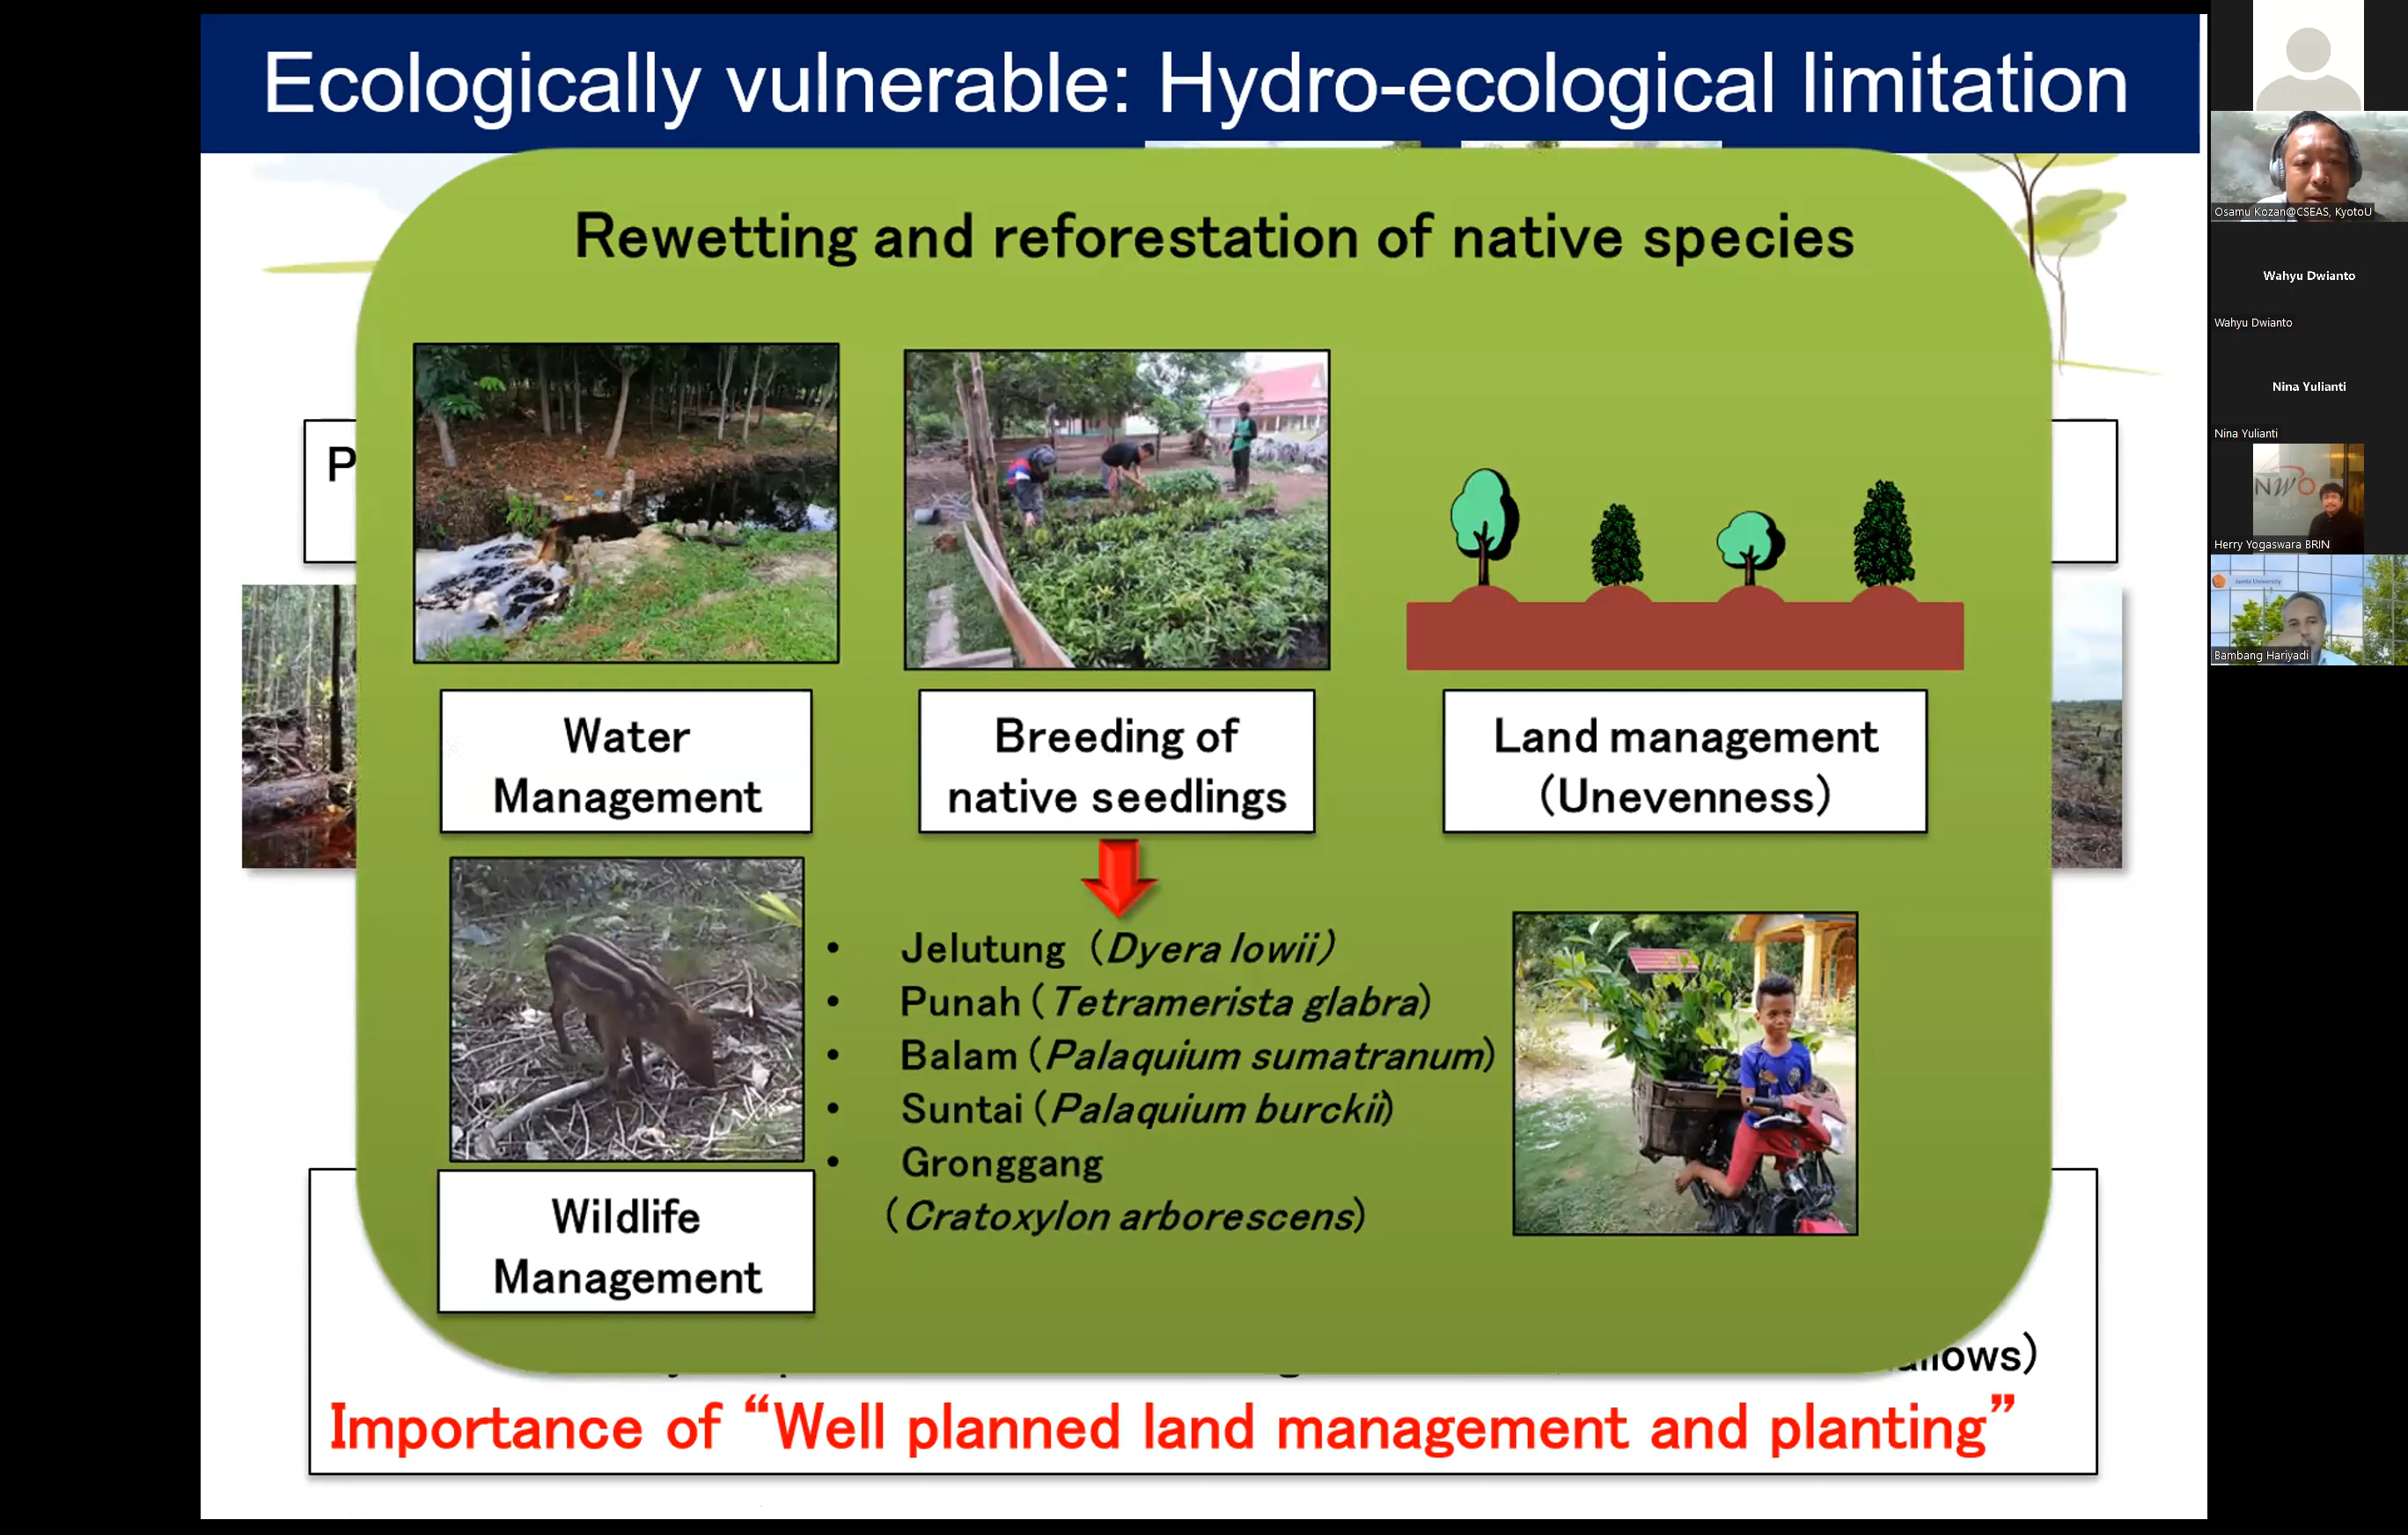 Ecologically vulnerable: Hydro-ecological limitation
Rewetting and reforestation of native species
P
Water
Management
Breeding of
native seedlings
Land management
(Unevenness)
• Jelutung (Dyera lowii)
• Punah (Tetramerista glabra)
• Balam (Palaquium sumatranum)
• Suntai (Palaquium burckii)
• Gronggang
(Cratoxylon arborescens)
Wildlife
Management
Importance of “Well planned land management and planting”
Osamu Kozan@CSEAS, KyotoU
Wahyu Dwianto
Wahyu Dwianto
Nina Yulianti
Nina Yulianti
NWO
Herry Yogaswara BRIN
Jambi University
Bambang Hariyadi